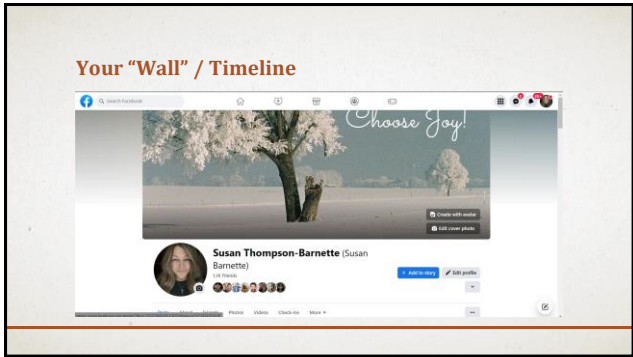 Your “Wall” / Timeline
Search Facebook
Choose Joy!
Create with avatar
Edit cover photo
Susan Thompson-Barnette (Susan
Barnette)
+ Add to story
Edit profile
Photos Videos Check-Ins More